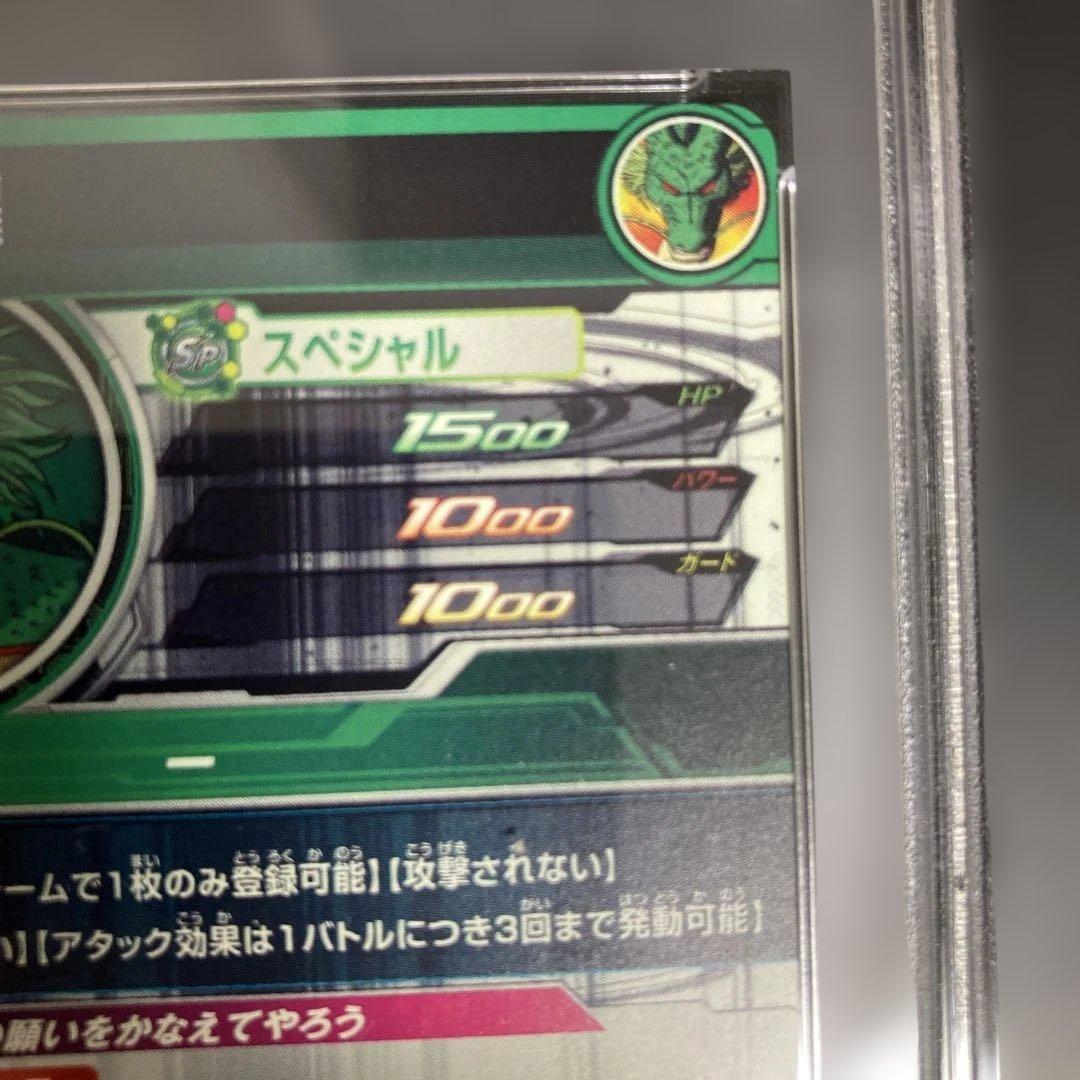 SP スペシャル
HP
1500
パワー
1000
ガード
1000
ームで1枚のみ登録可能】【攻撃されない】
い】【アタック効果は1バトルにつき3回まで発動可能】
願いをかなえてやろう